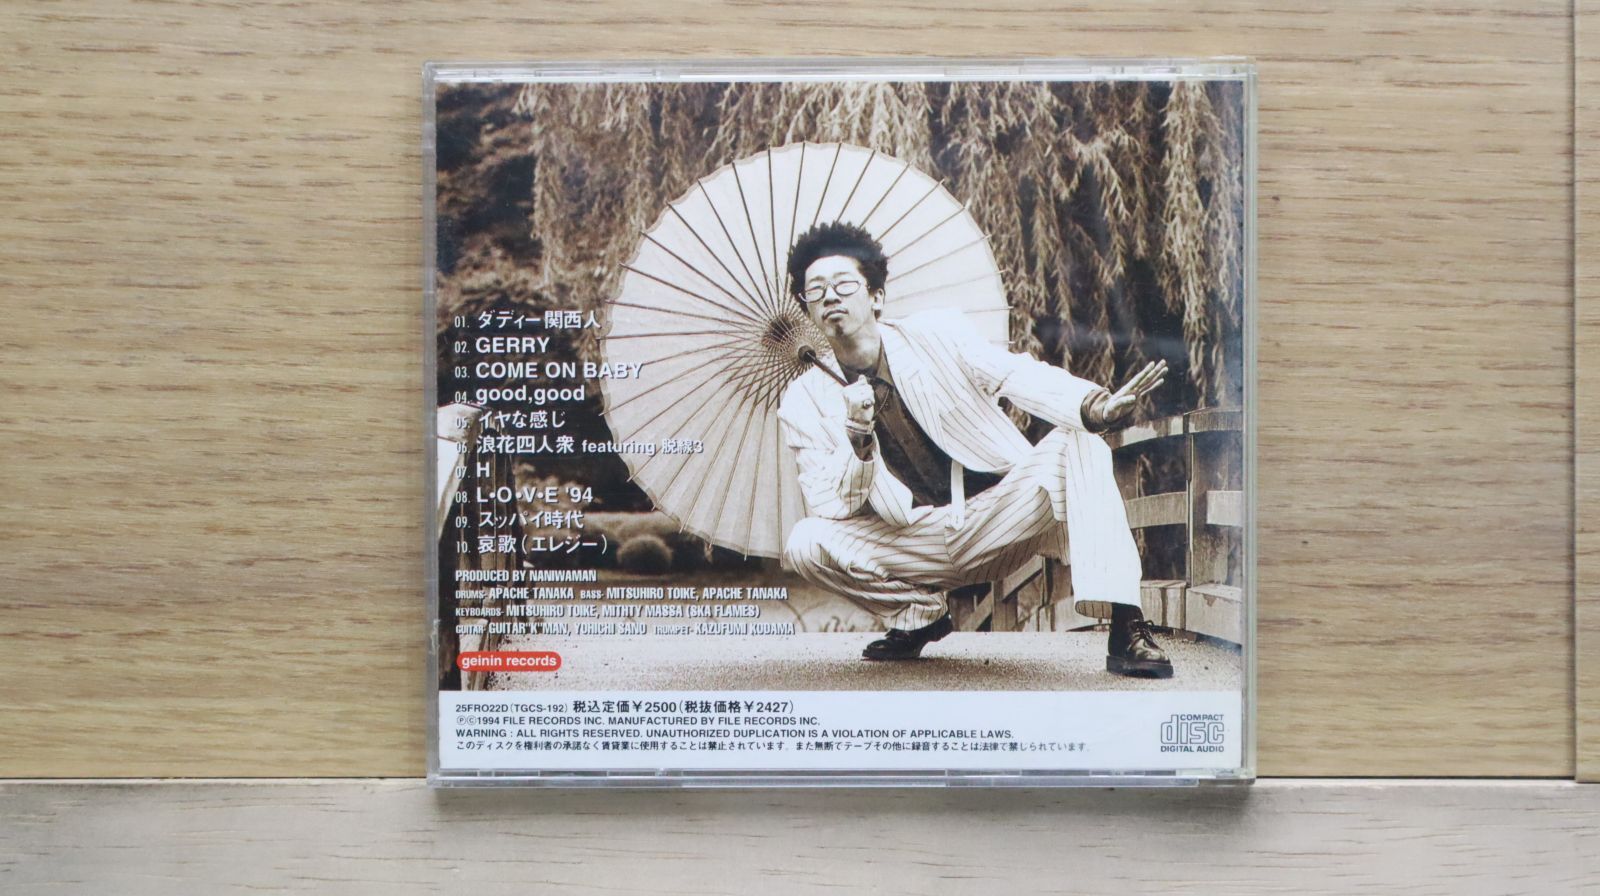 01. ダディー関西人
02. GERRY
03. COME ON BABY
04. good,good
05. イヤな感じ
06. 浪花四人衆 featuring 脱線3
07. H
08. L•O•V•E '94
09. スッパイ時代
10. 哀歌(エレジー)
PRODUCED BY NANIWAMAN
DRUMS- APACHE TANAKA BASS- MITSUHIRO TOIKE, APACHE TANAKA
KEYBOARDS- MITSUHIRO TOIKE, MITHTY MASSA (SKA FLAMES)
GUITAR- GUITAR"K"MAN, YORICHI SANO TRUMPET- KAZUFUMI KODAMA
geinin records
25FRO22D(TGCS-192) 税込定価¥2500(税抜価格¥2427)
ⓅⒸ1994 FILE RECORDS INC. MANUFACTURED BY FILE RECORDS INC.
WARNING : ALL RIGHTS RESERVED. UNAUTHORIZED DUPLICATION IS A VIOLATION OF APPLICABLE LAWS.
このディスクを権利者の承諾なく賃貸業に使用することは禁止されています。また無断でテープその他に録音することは法律で禁じられています。
COMPACT
disc
DIGITAL AUDIO